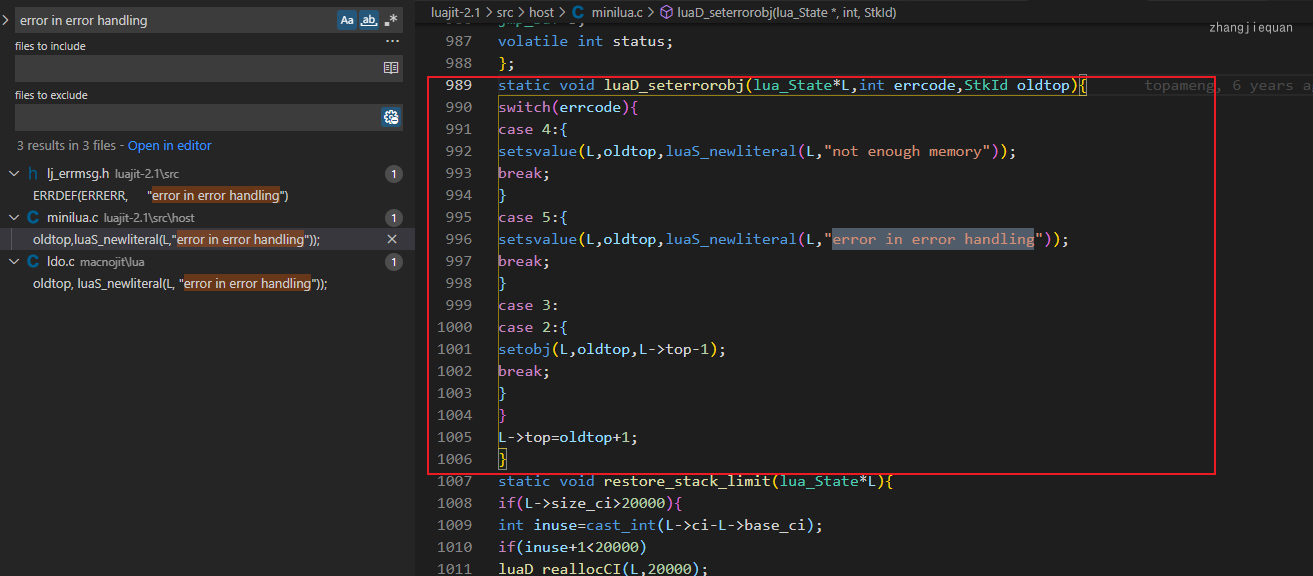 error in error handling
Aa ab .*
files to include
...
files to exclude
3 results in 3 files - Open in editor
h lj_errmsg.h luajit-2.1\src 1
ERRDEF(ERRERR, "error in error handling")
C minilua.c luajit-2.1\src\host 1
oldtop,luaS_newliteral(L,"error in error handling"));
C ldo.c macnojit\lua 1
oldtop, luaS_newliteral(L, "error in error handling"));
luajit-2.1 > src > host > C minilua.c > luaD_seterrorobj(lua_State *, int, StkId)
zhangjiequan
987 volatile int status;
988 };
989 static void luaD_seterrorobj(lua_State*L,int errcode,StkId oldtop){ topameng, 6 years a
990 switch(errcode){
991 case 4:{
992 setsvalue(L,oldtop,luaS_newliteral(L,"not enough memory"));
993 break;
994 }
995 case 5:{
996 setsvalue(L,oldtop,luaS_newliteral(L,"error in error handling"));
997 break;
998 }
999 case 3:
1000 case 2:{
1001 setobj(L,oldtop,L->top-1);
1002 break;
1003 }
1004 }
1005 L->top=oldtop+1;
1006 }
1007 static void restore_stack_limit(lua_State*L){
1008 if(L->size_ci>20000){
1009 int inuse=cast_int(L->ci-L->base_ci);
1010 if(inuse+1<20000)
1011 luaD_reallocCI(L,20000);